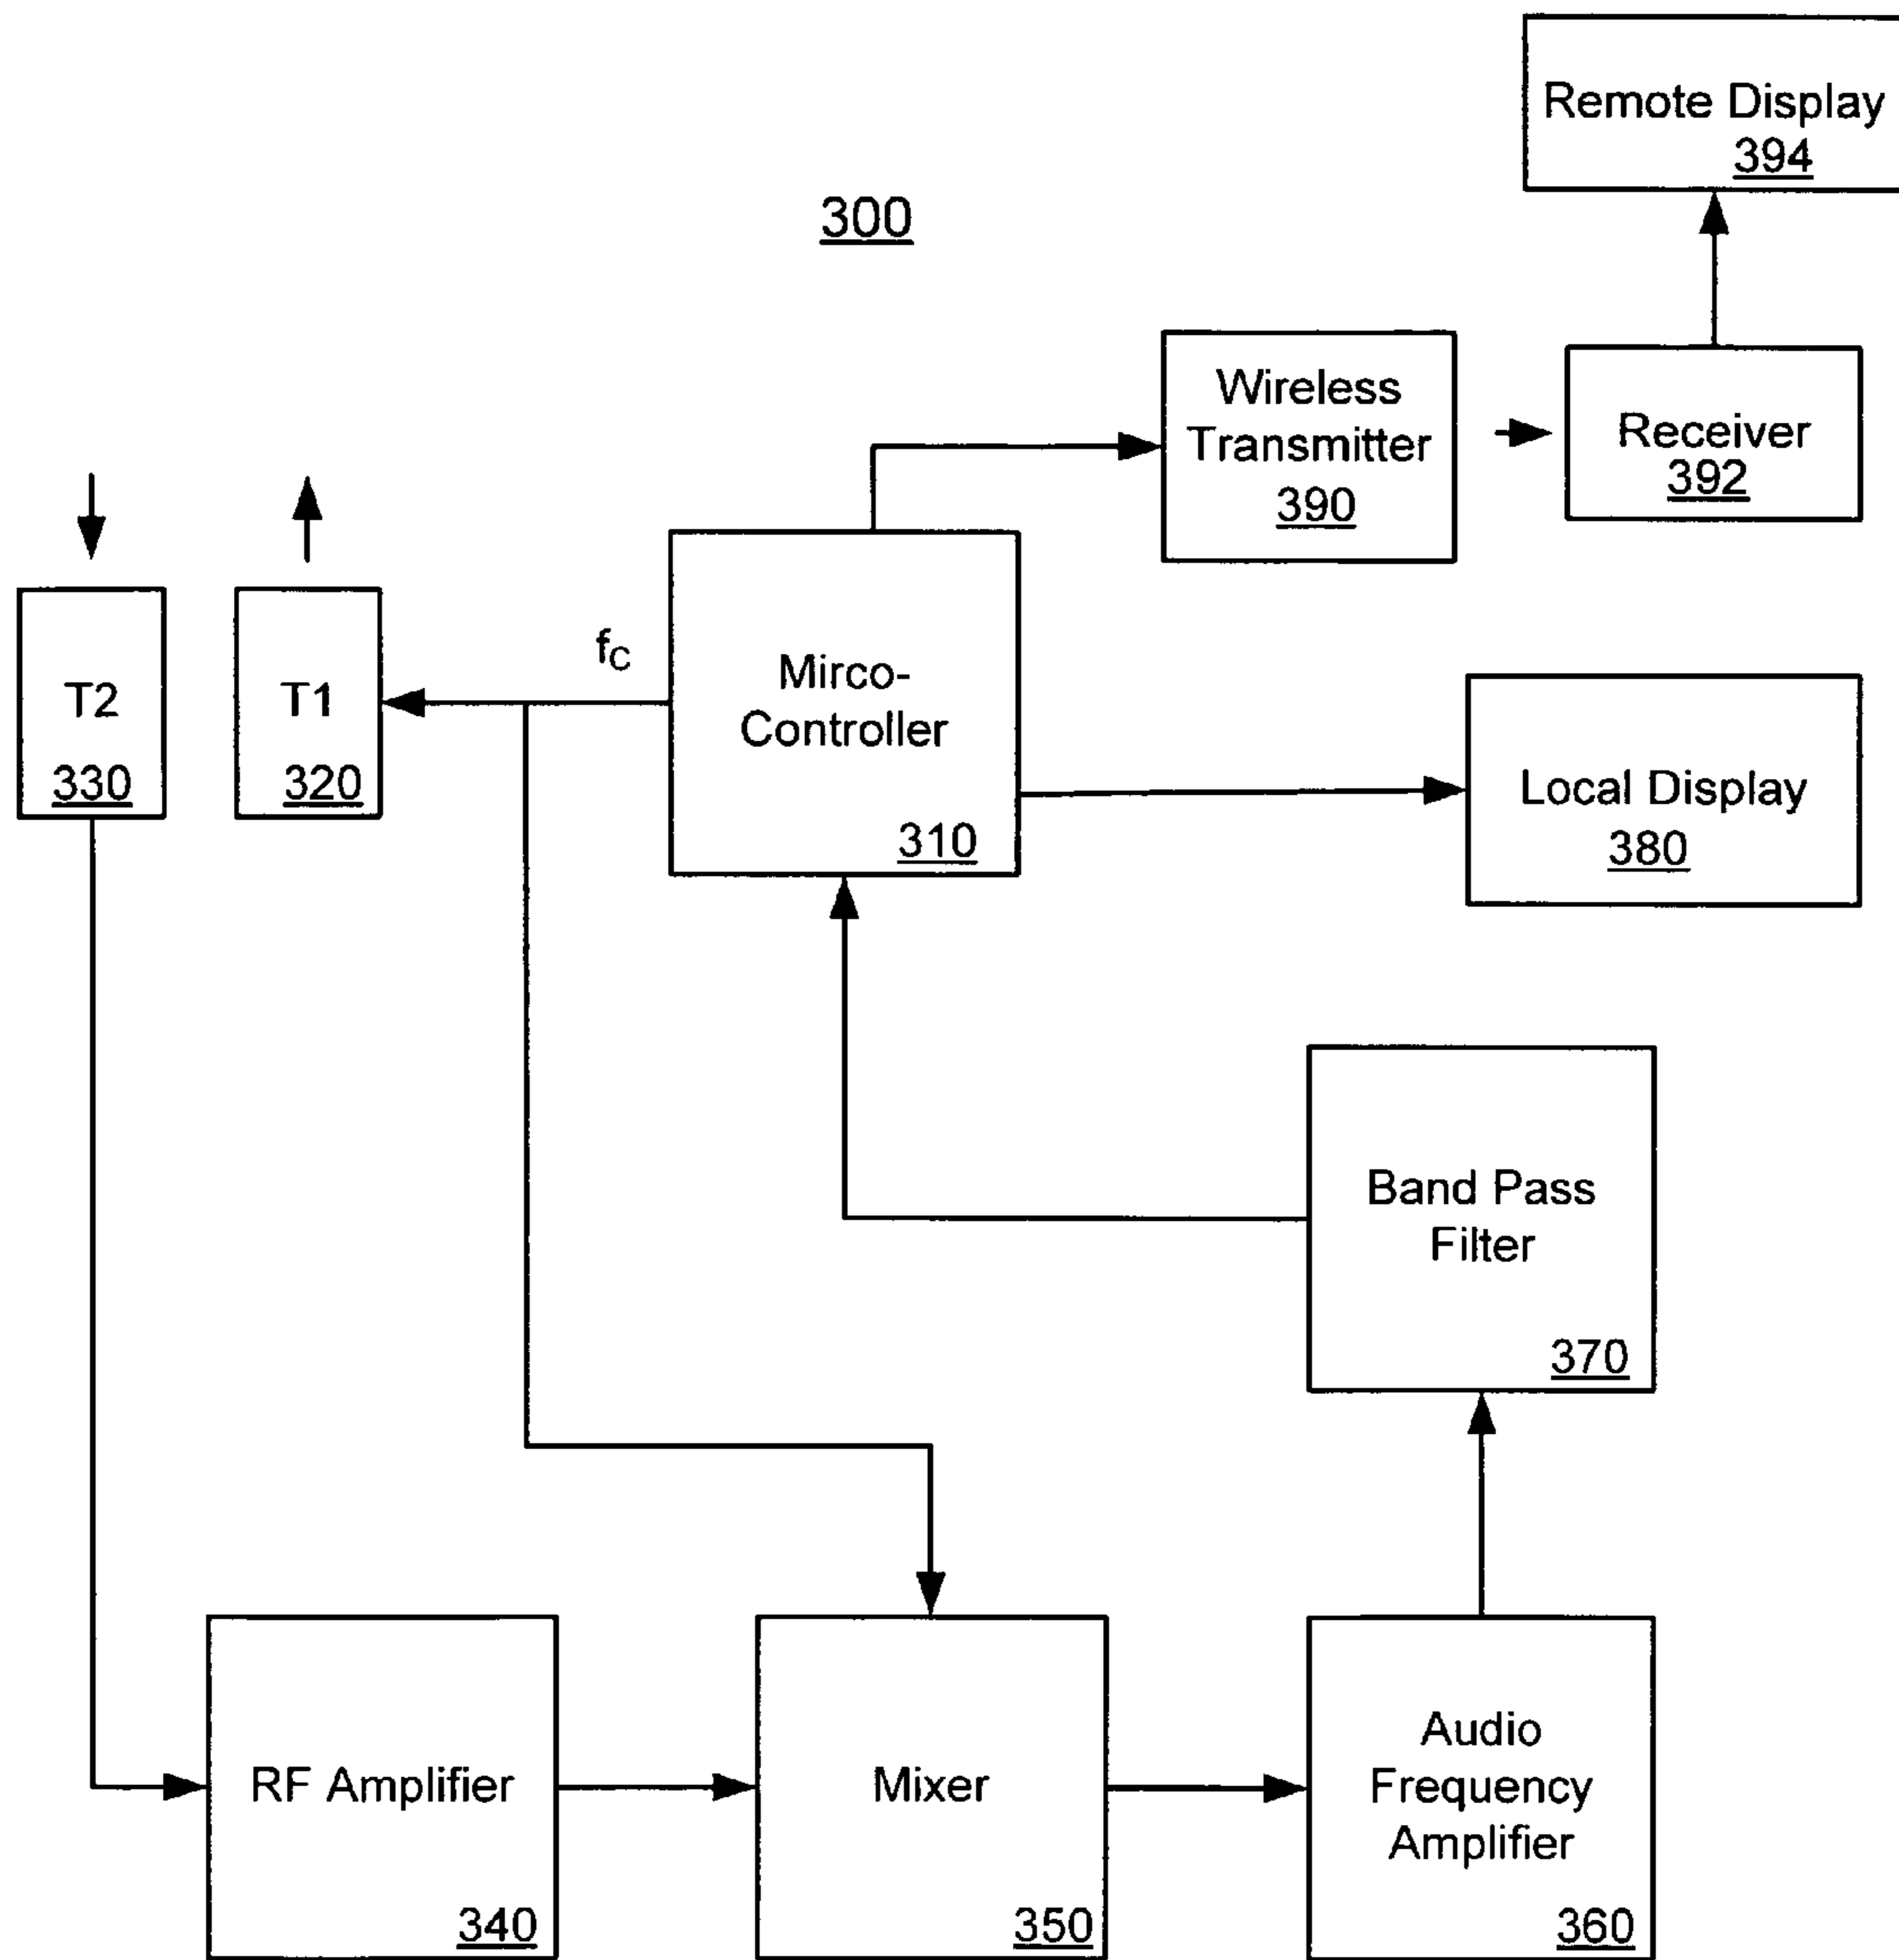 Remote Display
394
300
Wireless
Transmitter
390
Receiver
392
T2
330
T1
320
fC
Mirco-
Controller
310
Local Display
380
Band Pass
Filter
370
RF Amplifier
340
Mixer
350
Audio
Frequency
Amplifier
360